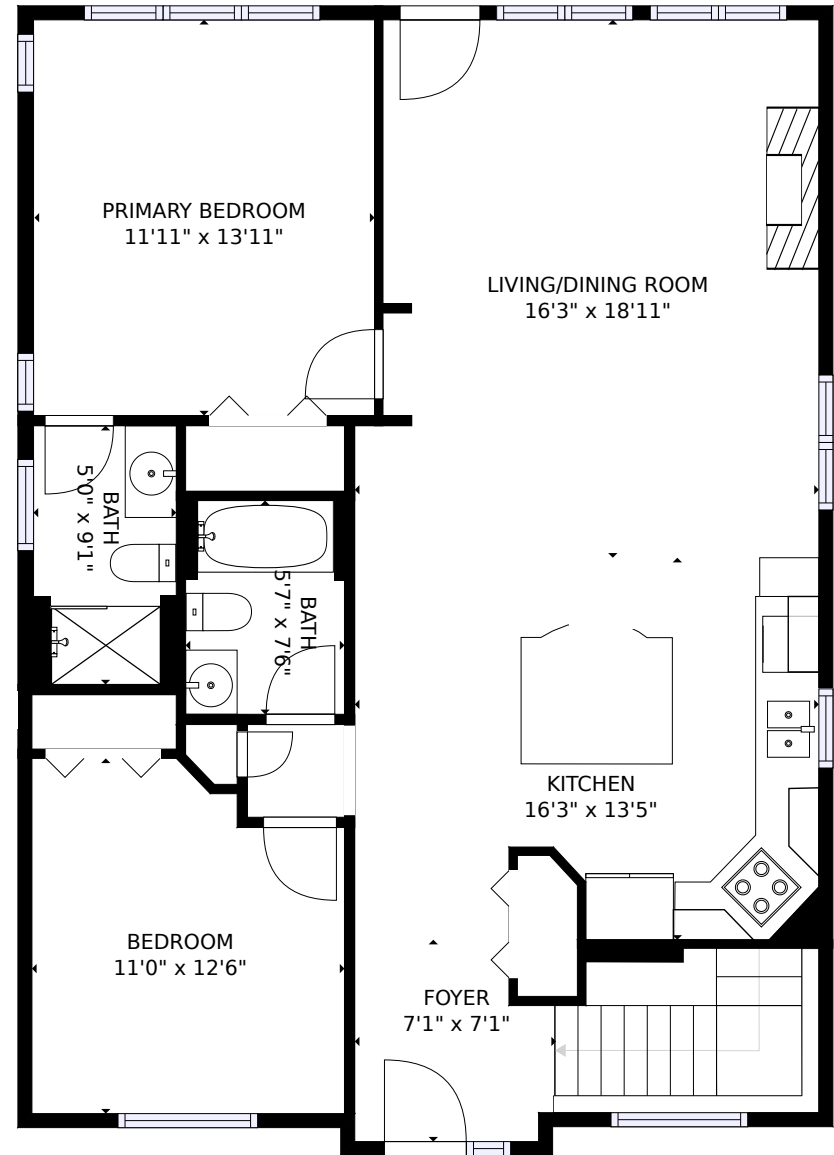 PRIMARY BEDROOM
11'11" x 13'11"
LIVING/DINING ROOM
16'3" x 18'11"
BATH
5'0" x 9'1"
BATH
5'7" x 7'6"
KITCHEN
16'3" x 13'5"
BEDROOM
11'0" x 12'6"
FOYER
7'1" x 7'1"